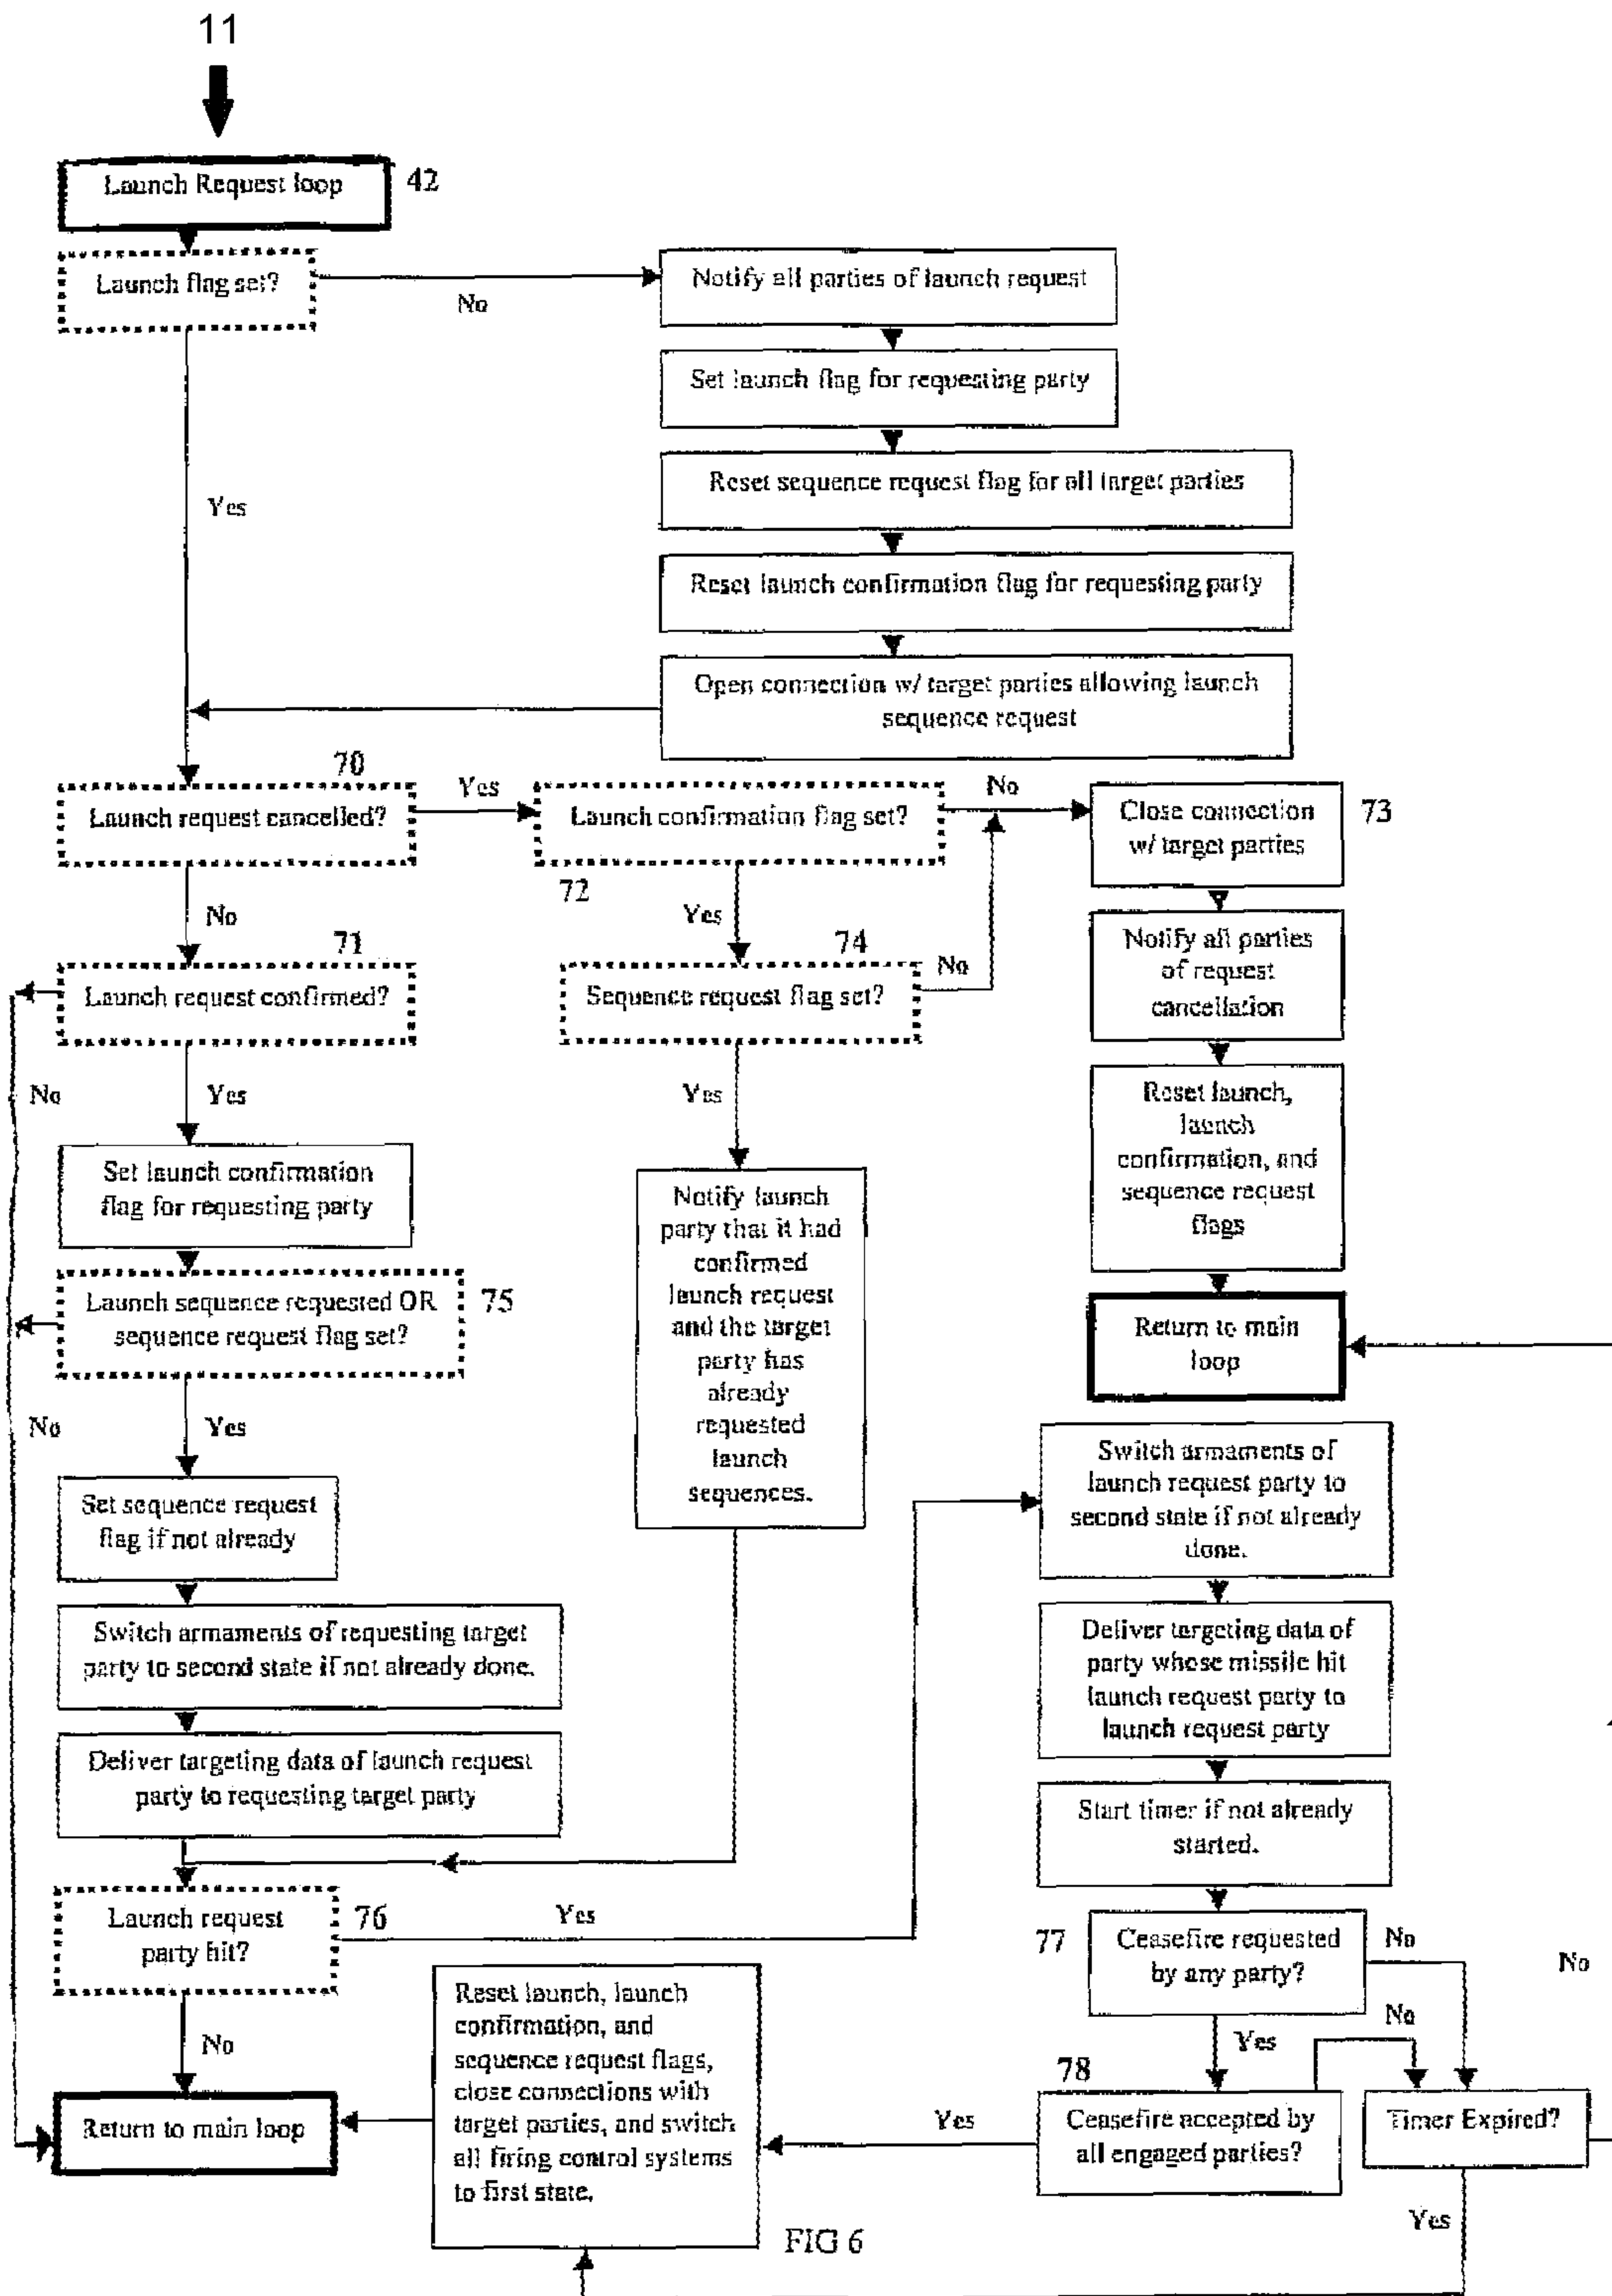 11
Launch Request loop
42
Launch flag set?
No
Notify all parties of launch request
Set launch flag for requesting party
Reset sequence request flag for all target parties
Yes
Reset launch confirmation flag for requesting party
Open connection w/ target parties allowing launch
sequence request
70
Launch request cancelled?
Yes
Launch confirmation flag set?
72
No
Close connection
w/ target parties
73
No
71
Launch request confirmed?
Yes
74
Sequence request flag set?
No
Notify all parties
of request
cancellation
No
Yes
Yes
Reset launch,
launch
confirmation, and
sequence request
flags
Set launch confirmation
flag for requesting party
Notify launch
party that it had
confirmed
launch request
and the target
party has
already
requested
launch
sequences.
Launch sequence requested OR
sequence request flag set?
75
Return to main
loop
No
Yes
Set sequence request
flag if not already
Switch armaments of
launch request party to
second state if not already
done.
Switch armaments of requesting target
party to second state if not already done.
Deliver targeting data of
party whose missile hit
launch request party to
launch request party
Deliver targeting data of launch request
party to requesting target party
Start timer if not already
started.
Launch request
party hit?
76
Yes
77
Ceasefire requested
by any party?
No
No
No
Yes
No
Reset launch, launch
confirmation, and
sequence request flags,
close connections with
target parties, and switch
all firing control systems
to first state.
78
Return to main loop
Yes
Ceasefire accepted by
all engaged parties?
Timer Expired?
Yes
FIG 6